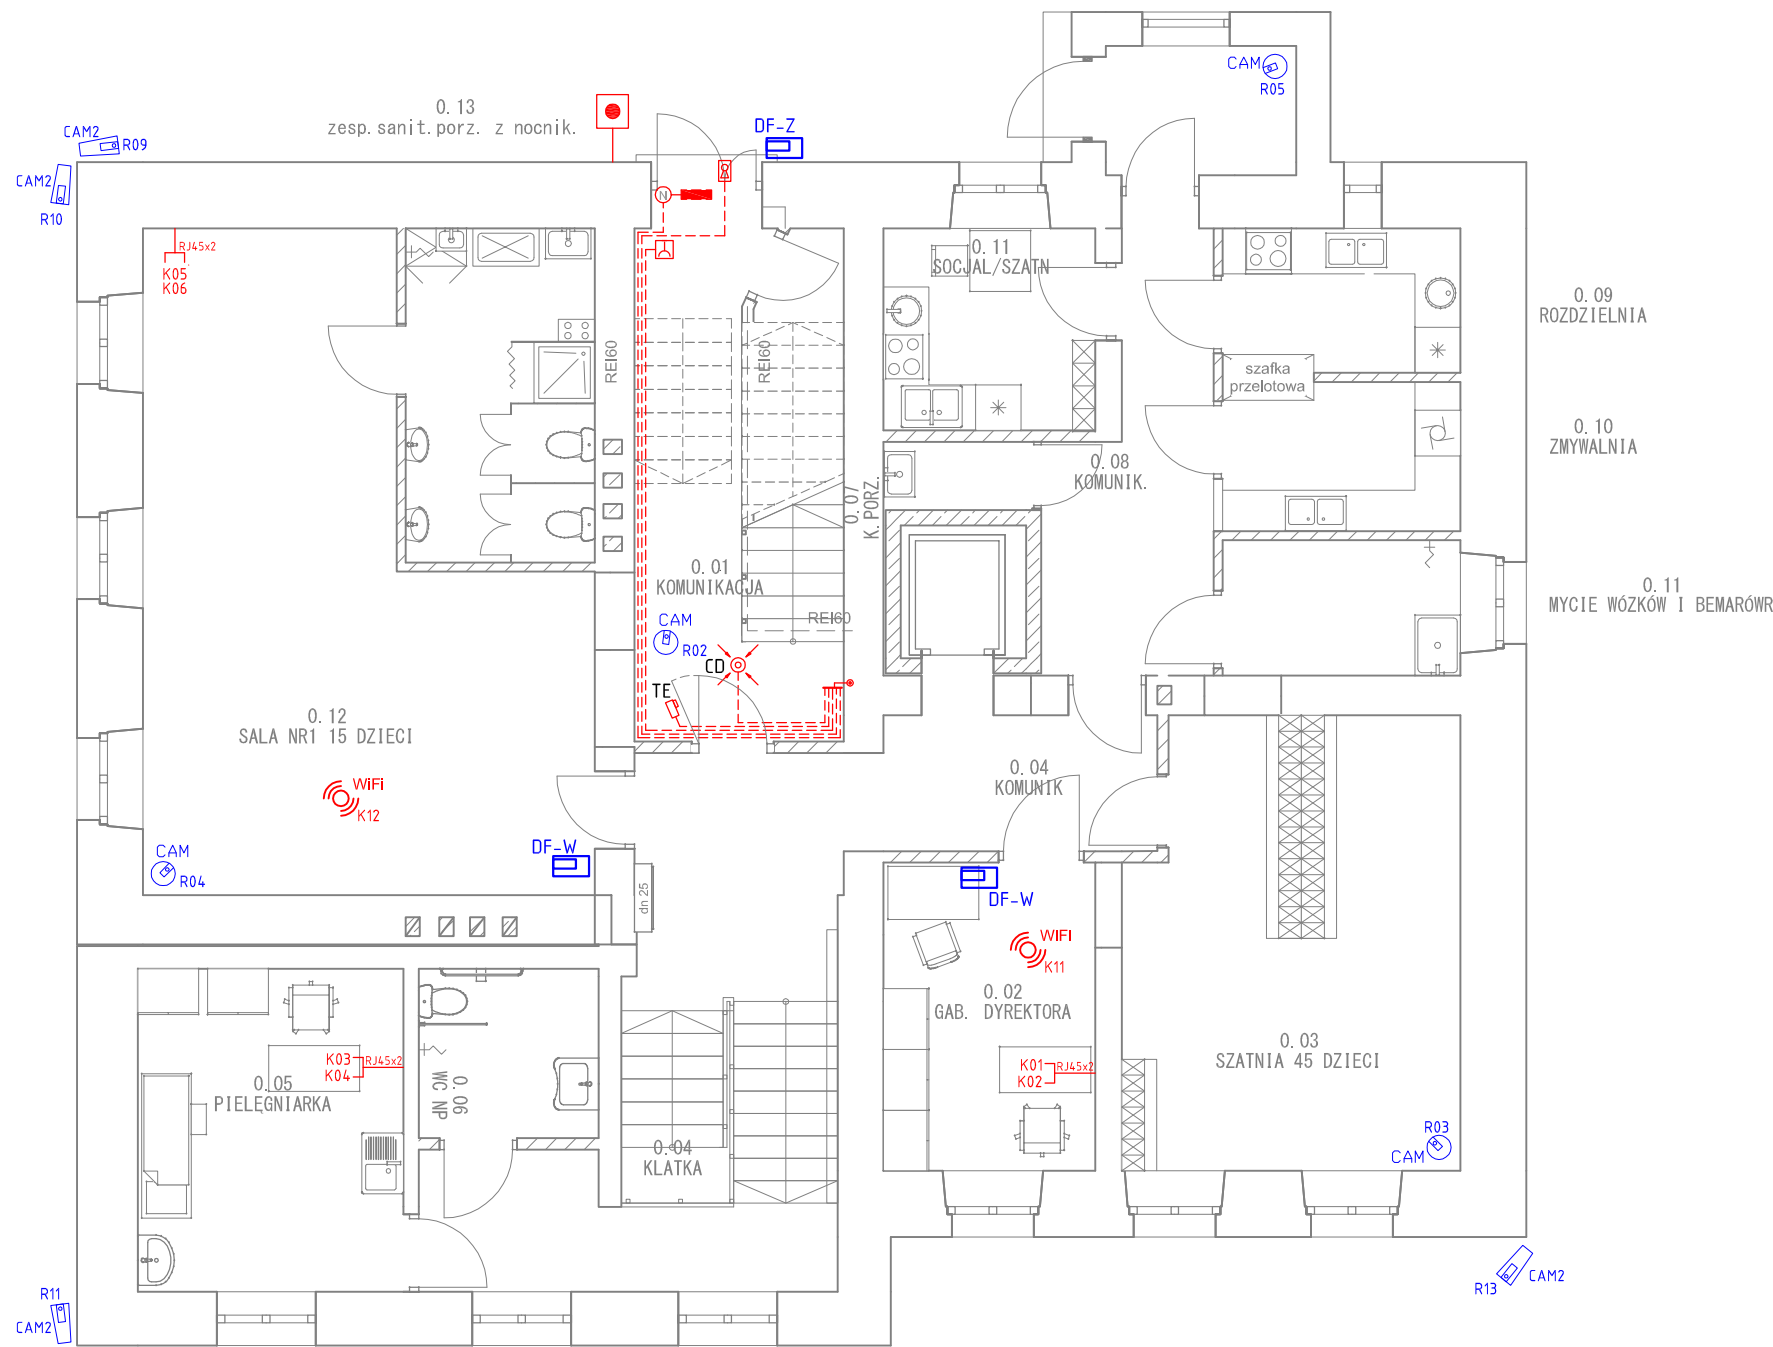 CAM
R05
0.13
zesp.sanit.porz. z nocnik.
DF-Z
CAM2
R09
CAM2
R10
N
RJ45x2
K05
K06
0.11
SOCJAL/SZATN
0.09
ROZDZIELNIA
REI60
REI60
szafka
przelotowa
0.10
ZMYWALNIA
0.08
KOMUNIK.
0.07
K.PORZ.
0.01
KOMUNIKACJA
0.11
MYCIE WÓZKÓW I BEMARÓW
REI60
CAM
R02
CD
TE
0.12
SALA NR1 15 DZIECI
0.04
KOMUNIK
WiFi
K12
CAM
R04
DF-W
dn 25
DF-W
WiFi
K11
0.02
GAB. DYREKTORA
K03
K04
RJ45x2
0.05
PIELĘGNIARKA
0.06
WC NP
K01
K02
RJ45x2
0.03
SZATNIA 45 DZIECI
0.04
KLATKA
R03
CAM
R11
CAM2
R13
CAM2